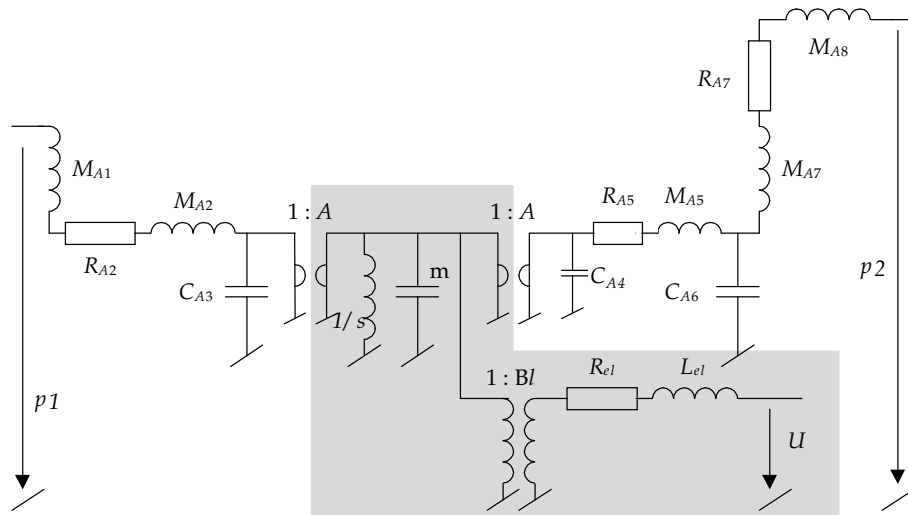 M_A8
R_A7
M_A1
M_A7
M_A2
1 : A
1 : A
R_A5
M_A5
R_A2
C_A3
1/s
m
C_A4
C_A6
p2
p1
1 : Bl
R_el
L_el
U